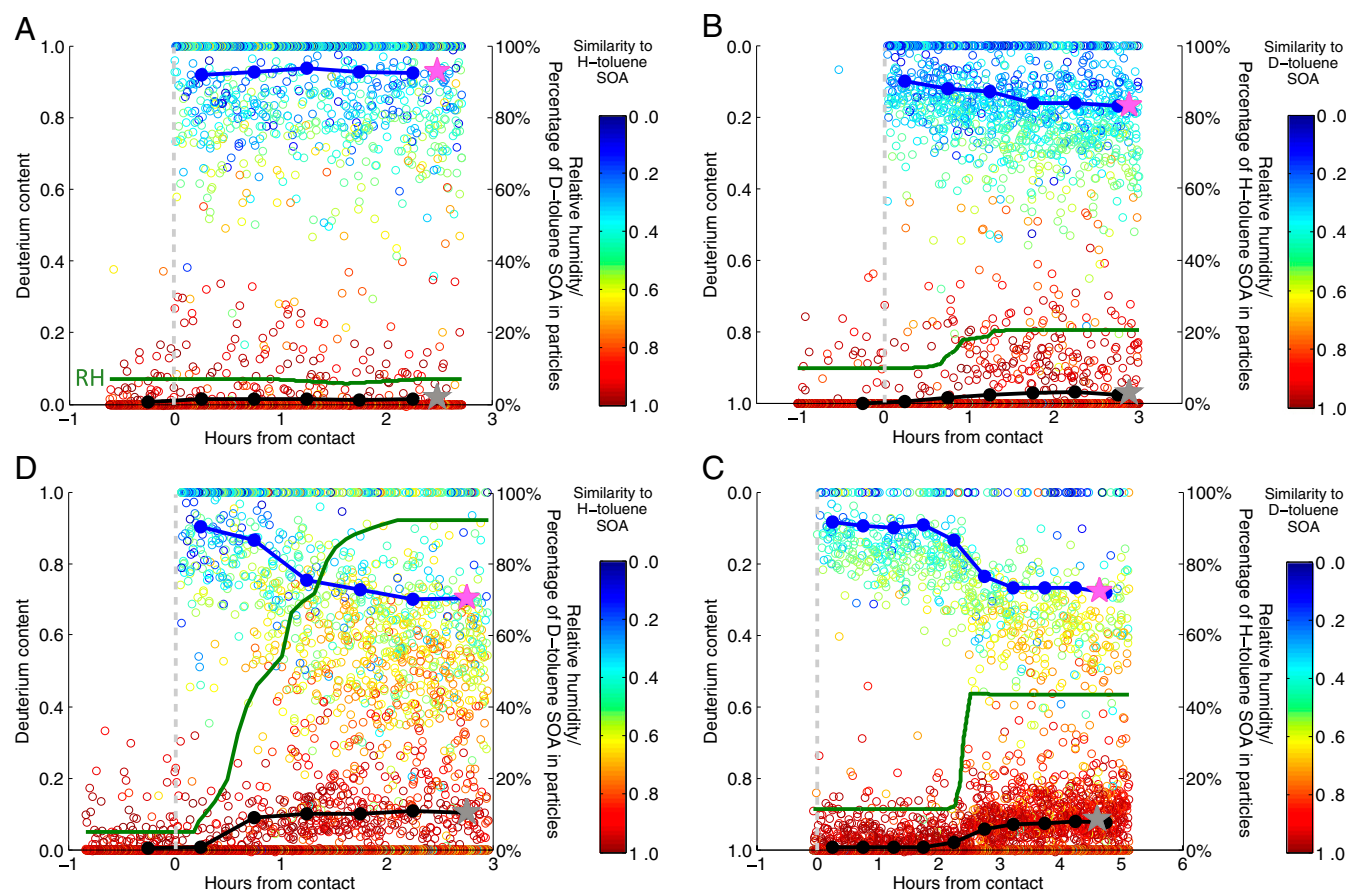 A
1.0
0.8
0.6
0.4
0.2
0.0
Deuterium content
RH
−1
0
1
2
3
Hours from contact
100%
80%
60%
40%
20%
0%
Relative humidity/
Percentage of D−toluene SOA in particles
Similarity to
H−toluene
SOA
0.0
0.2
0.4
0.6
0.8
1.0
B
0.0
0.2
0.4
0.6
0.8
1.0
Deuterium content
−1
0
1
2
3
Hours from contact
100%
80%
60%
40%
20%
0%
Relative humidity/
Percentage of H−toluene SOA in particles
Similarity to
D−toluene
SOA
0.0
0.2
0.4
0.6
0.8
1.0
D
1.0
0.8
0.6
0.4
0.2
0.0
Deuterium content
−1
0
1
2
3
Hours from contact
100%
80%
60%
40%
20%
0%
Relative humidity/
Percentage of D−toluene SOA in particles
Similarity to
H−toluene
SOA
0.0
0.2
0.4
0.6
0.8
1.0
C
0.0
0.2
0.4
0.6
0.8
1.0
Deuterium content
−1
0
1
2
3
4
5
6
Hours from contact
100%
80%
60%
40%
20%
0%
Relative humidity/
Percentage of H−toluene SOA in particles
Similarity to
D−toluene
SOA
0.0
0.2
0.4
0.6
0.8
1.0